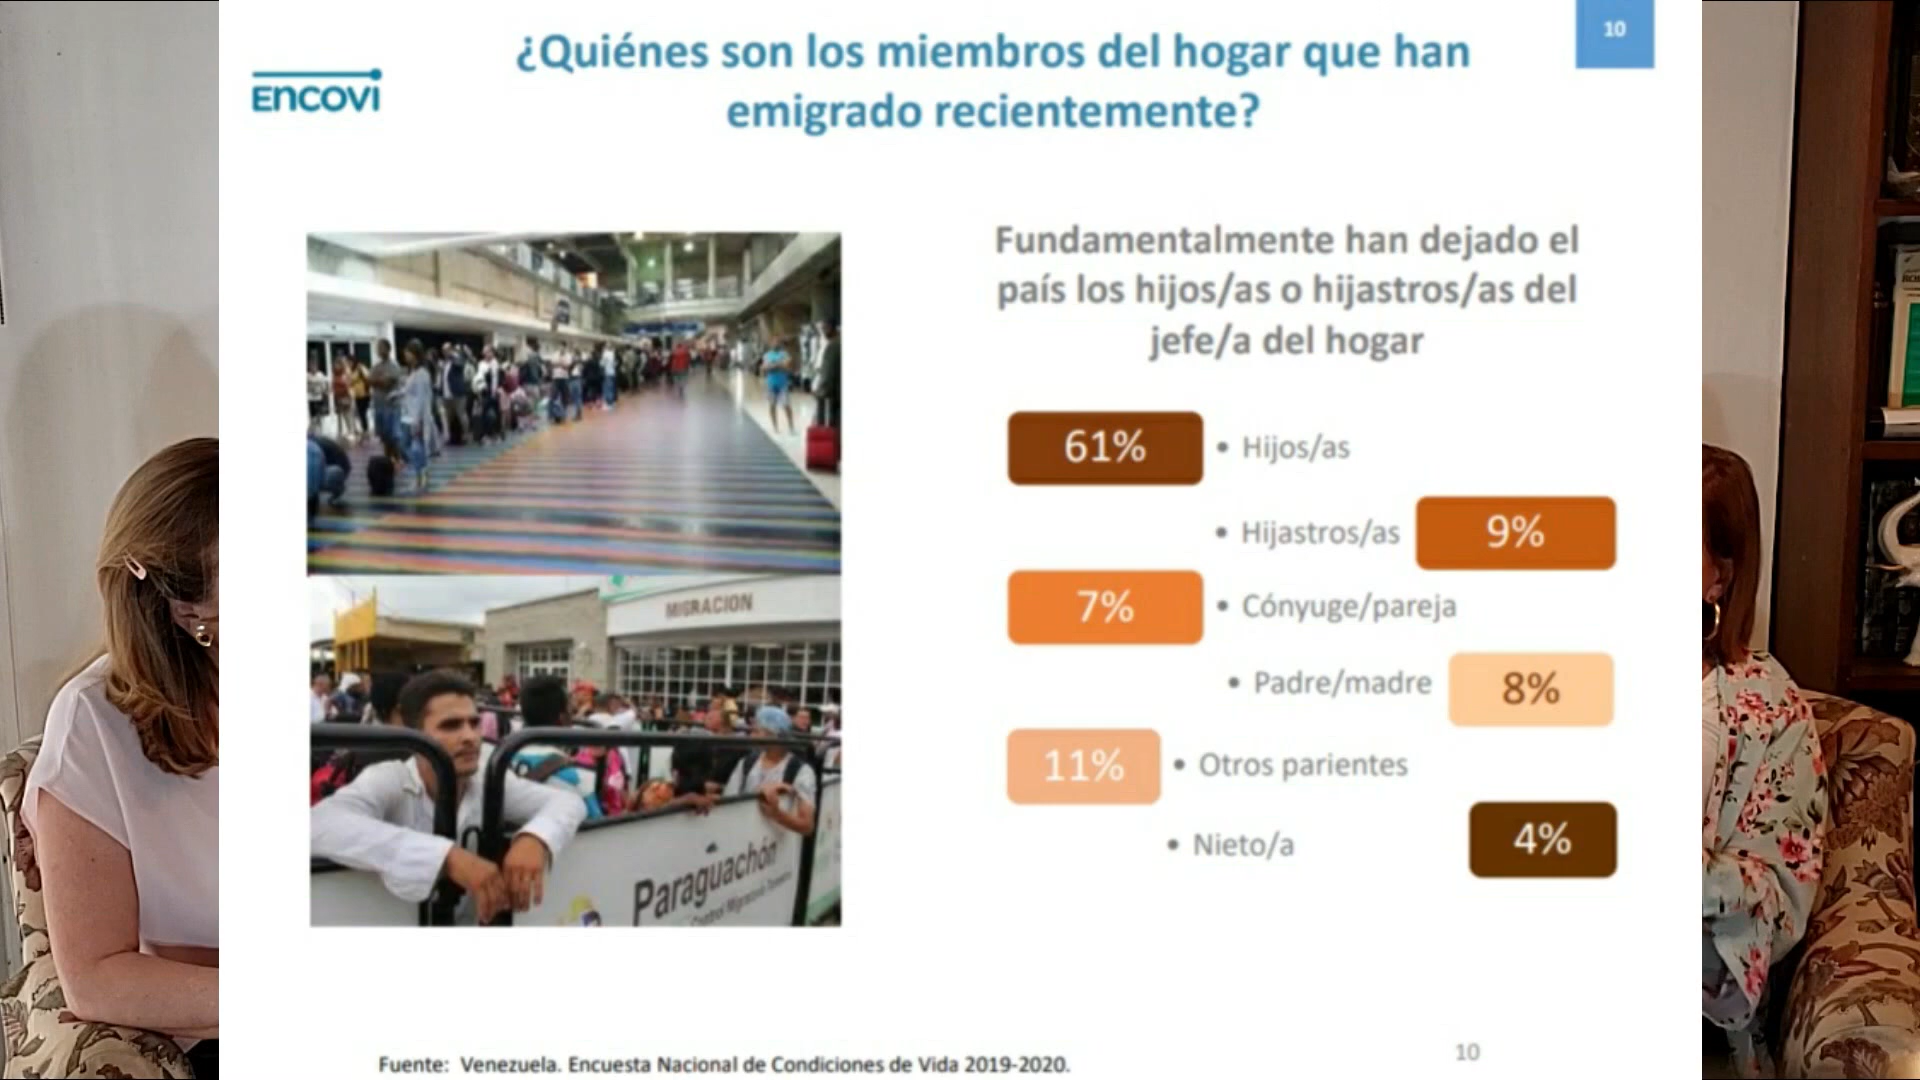 10
¿Quiénes son los miembros del hogar que han
emigrado recientemente?
ENCOVI
Fundamentalmente han dejado el
país los hijos/as o hijastros/as del
jefe/a del hogar
61% • Hijos/as
• Hijastros/as 9%
7% • Cónyuge/pareja
• Padre/madre 8%
11% • Otros parientes
• Nieto/a 4%
MIGRACION
Paraguachón
Fuente: Venezuela. Encuesta Nacional de Condiciones de Vida 2019-2020.
10